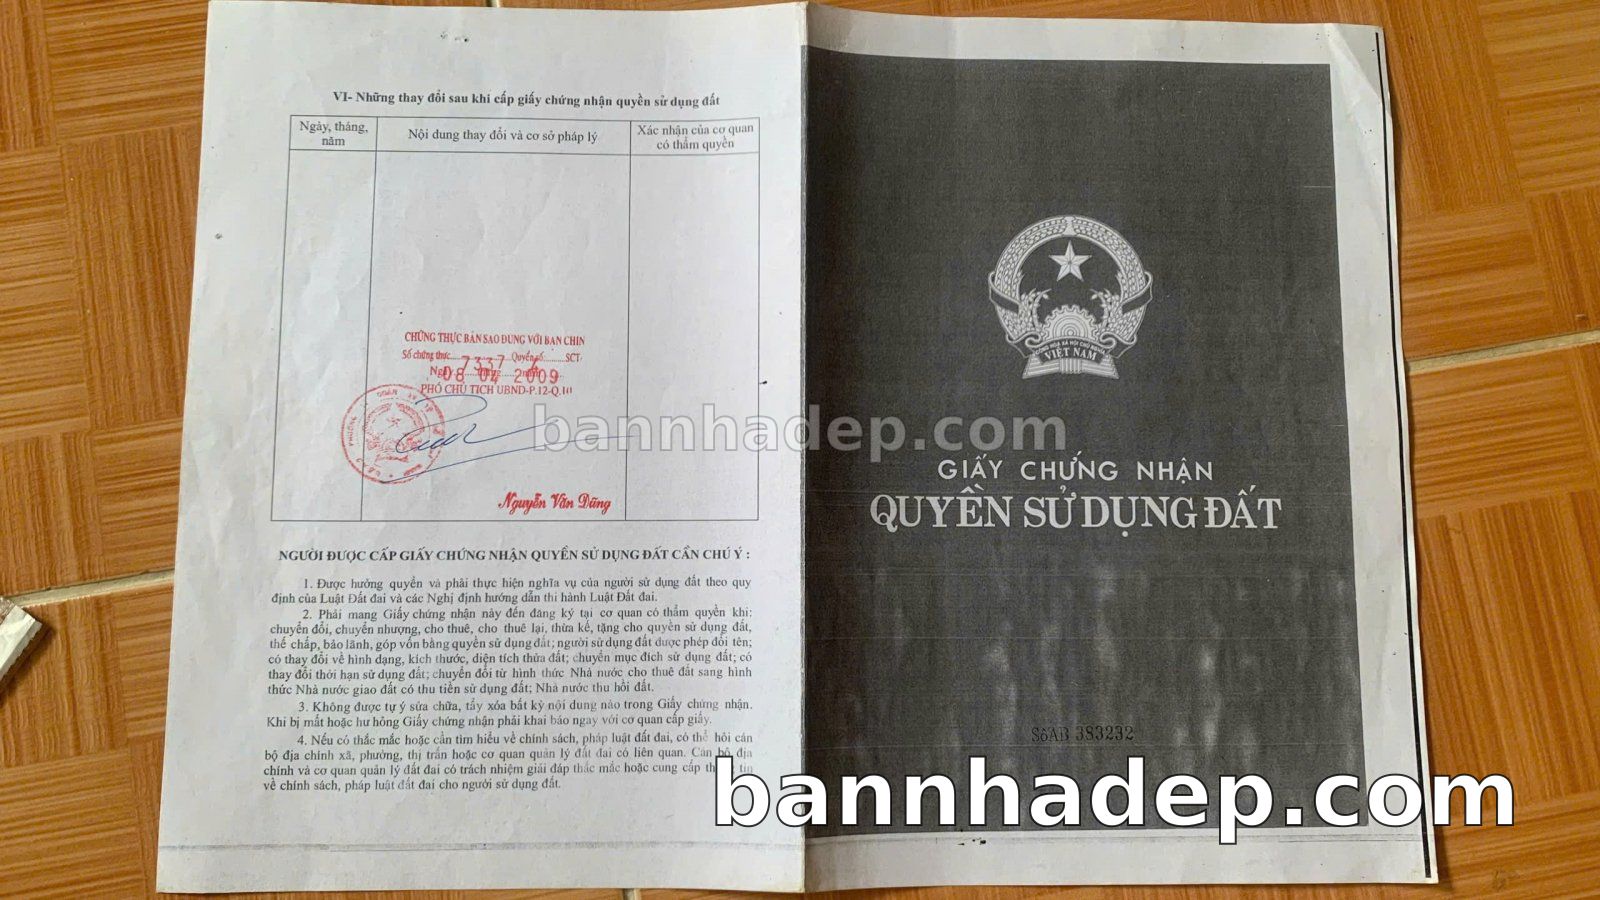 VI- Những thay đổi sau khi cấp giấy chứng nhận quyền sử dụng đất
Ngày, tháng, năm
Nội dung thay đổi và cơ sở pháp lý
Xác nhận của cơ quan có thẩm quyền
CHỨNG THỰC BẢN SAO ĐÚNG VỚI BẢN CHÍN
Số chứng thực 7337 Quyển số: SCT
Ngày 08 04 2009
PHÓ CHỦ TỊCH UBND-P.12-Q.10
Nguyễn Văn Dũng
NGƯỜI ĐƯỢC CẤP GIẤY CHỨNG NHẬN QUYỀN SỬ DỤNG ĐẤT CẦN CHÚ Ý :
1. Được hưởng quyền và phải thực hiện nghĩa vụ của người sử dụng đất theo quy
định của Luật Đất đai và các Nghị định hướng dẫn thi hành Luật Đất đai.
2. Phải mang Giấy chứng nhận này đến đăng ký tại cơ quan có thẩm quyền khi:
chuyển đổi, chuyển nhượng, cho thuê, cho thuê lại, thừa kế, tặng cho quyền sử dụng đất,
thế chấp, bảo lãnh, góp vốn bằng quyền sử dụng đất; người sử dụng đất được phép đổi tên;
có thay đổi về hình dạng, kích thước, diện tích thửa đất; chuyển mục đích sử dụng đất; có
thay đổi thời hạn sử dụng đất; chuyển đổi từ hình thức Nhà nước cho thuê đất sang hình
thức Nhà nước giao đất có thu tiền sử dụng đất; Nhà nước thu hồi đất.
3. Không được tự ý sửa chữa, tẩy xóa bất kỳ nội dung nào trong Giấy chứng nhận.
Khi bị mất hoặc hư hỏng Giấy chứng nhận phải khai báo ngay với cơ quan cấp giấy.
4. Nếu có thắc mắc hoặc cần tìm hiểu về chính sách, pháp luật đất đai, có thể hỏi cán
bộ địa chính xã, phường, thị trấn hoặc cơ quan quản lý đất đai có liên quan. Cán bộ địa
chính và cơ quan quản lý đất đai có trách nhiệm giải đáp thắc mắc hoặc cung cấp tin
về chính sách, pháp luật đất đai cho người sử dụng đất.
CỘNG HÒA XÃ HỘI CHỦ NGHĨA
VIỆT NAM
GIẤY CHỨNG NHẬN
QUYỀN SỬ DỤNG ĐẤT
Số AB 383232
bannhadep.com
bannhadep.com